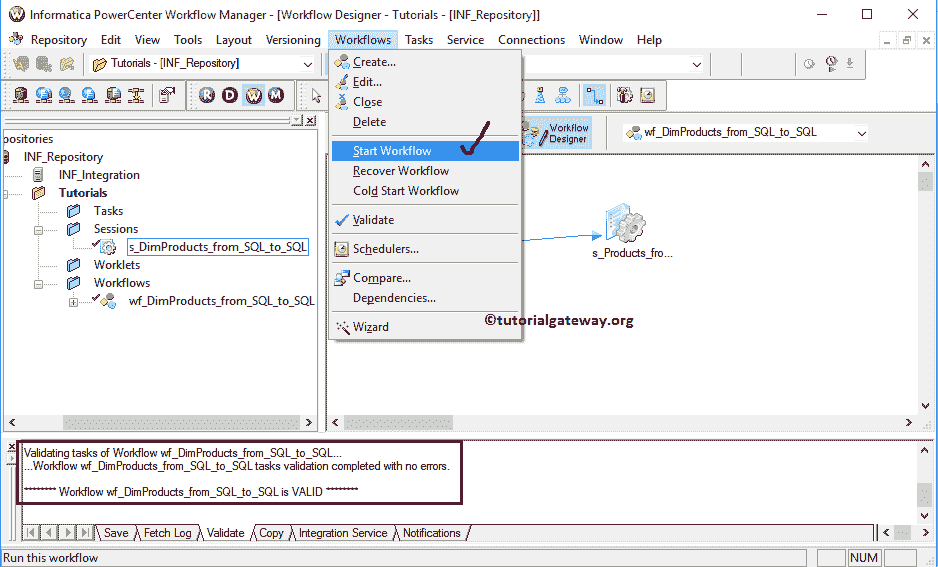 Informatica PowerCenter Workflow Manager - [Workflow Designer - Tutorials - [INF_Repository]]
Repository Edit View Tools Layout Versioning Workflows Tasks Service Connections Window Help
Tutorials - [INF_Repository]
R D W M
Create...
Edit...
Close
Delete
Start Workflow
Recover Workflow
Cold Start Workflow
Validate
Schedulers...
Compare...
Dependencies...
Wizard
Workflow
Designer
wf_DimProducts_from_SQL_to_SQL
positories
INF_Repository
INF_Integration
Tutorials
Tasks
Sessions
s_DimProducts_from_SQL_to_SQL
Worklets
Workflows
wf_DimProducts_from_SQL_to_SQL
s_Products_fro...
©tutorialgateway.org
Validating tasks of Workflow wf_DimProducts_from_SQL_to_SQL...
...Workflow wf_DimProducts_from_SQL_to_SQL tasks validation completed with no errors.
******** Workflow wf_DimProducts_from_SQL_to_SQL is VALID ********
Save Fetch Log Validate Copy Integration Service Notifications
Run this workflow
NUM